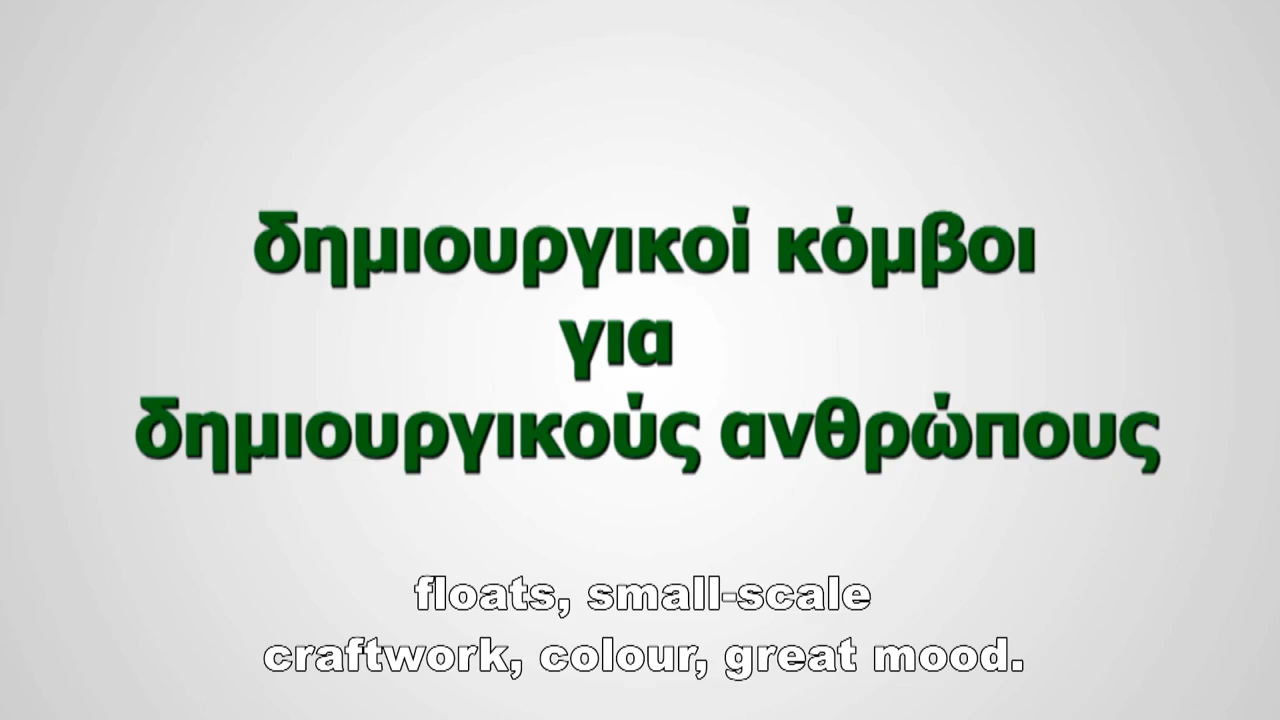 δημιουργικοί κόμβοι
για
δημιουργικούς ανθρώπους
floats, small-scale
craftwork, colour, great mood.